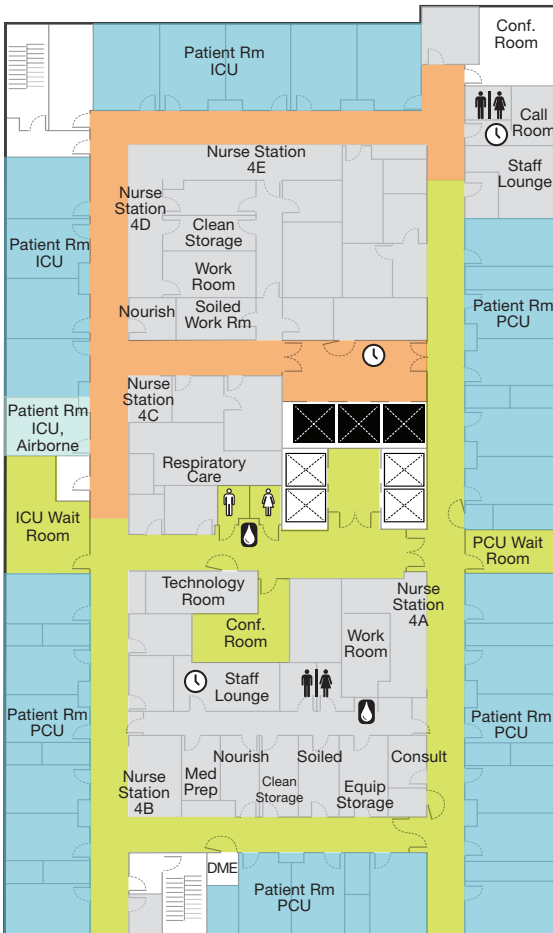 Conf.
Room
Patient Rm
ICU
Call
Room
Nurse Station
4E
Staff
Lounge
Nurse
Station
4D
Clean
Storage
Patient Rm
ICU
Work
Room
Nourish
Soiled
Work Rm
Patient Rm
PCU
Nurse
Station
4C
Patient Rm
ICU,
Airborne
Respiratory
Care
ICU Wait
Room
PCU Wait
Room
Technology
Room
Nurse
Station
4A
Conf.
Room
Work
Room
Staff
Lounge
Patient Rm
PCU
Patient Rm
PCU
Nourish
Soiled
Consult
Nurse
Station
4B
Med
Prep
Clean
Storage
Equip
Storage
DME
Patient Rm
PCU